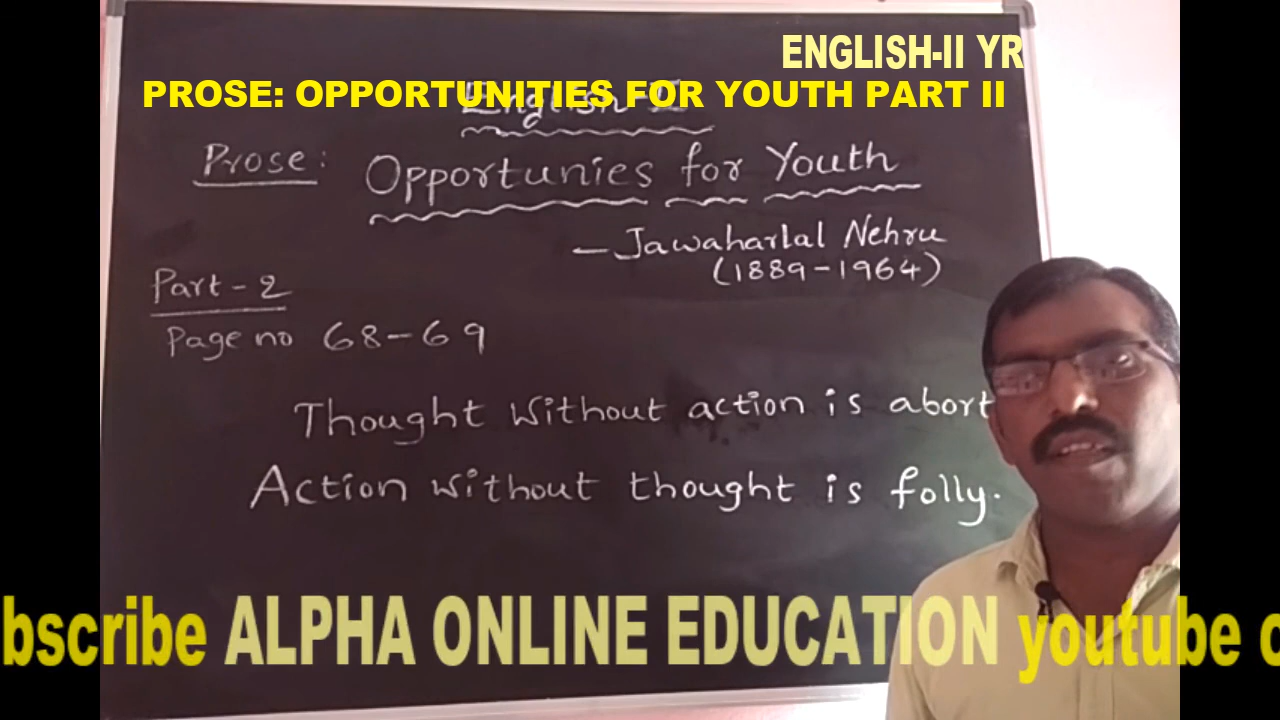 ENGLISH-II YR
PROSE: OPPORTUNITIES FOR YOUTH PART II
English II
Prose:
Opportunies for Youth
- Jawaharlal Nehru
(1889-1964)
Part-2
Page no 68-69
Thought without action is abort
Action without thought is folly.
bscribe ALPHA ONLINE EDUCATION youtube c